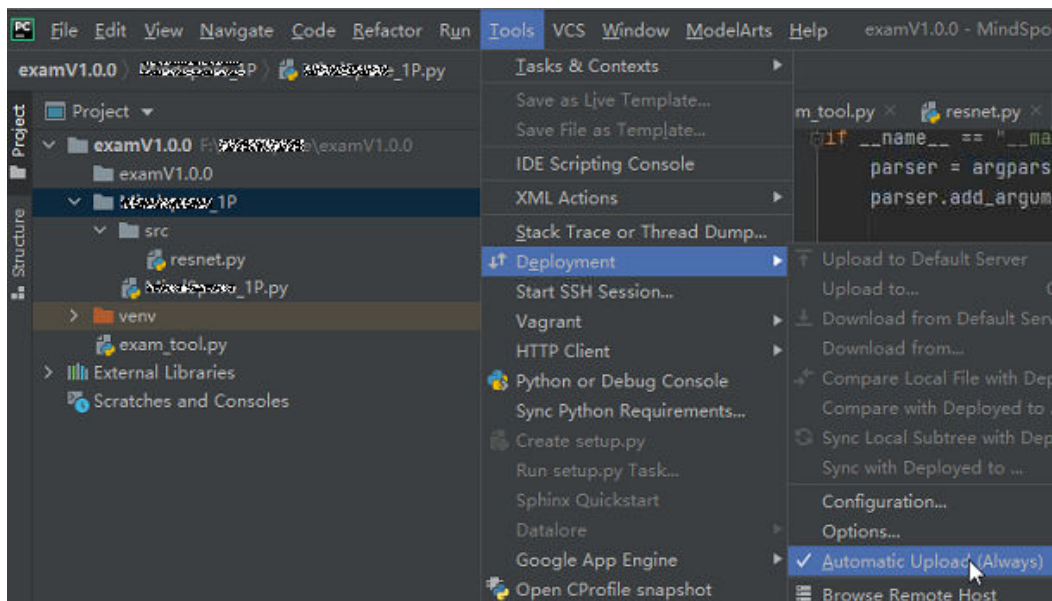 PC File Edit View Navigate Code Refactor Run Tools VCS Window ModelArts Help examV1.0.0 - MindSpo
examV1.0.0 P _1P.py
Project
Structure
Project
examV1.0.0 F:\ \examV1.0.0
examV1.0.0
_1P
src
resnet.py
_1P.py
venv
exam_tool.py
External Libraries
Scratches and Consoles
Tasks & Contexts
Save as Live Template...
Save File as Template...
IDE Scripting Console
XML Actions
Stack Trace or Thread Dump...
Deployment
Start SSH Session...
Vagrant
HTTP Client
Python or Debug Console
Sync Python Requirements...
Create setup.py
Run setup.py Task...
Sphinx Quickstart
Datalore
Google App Engine
Open CProfile snapshot
m_tool.py resnet.py
if __name__ == "__ma
parser = argpars
parser.add_argum
Upload to Default Server
Upload to...
Download from Default Serv
Download from...
Compare Local File with Dep
Compare with Deployed to
Sync Local Subtree with Dep
Sync with Deployed to ...
Configuration...
Options...
Automatic Upload (Always)
Browse Remote Host